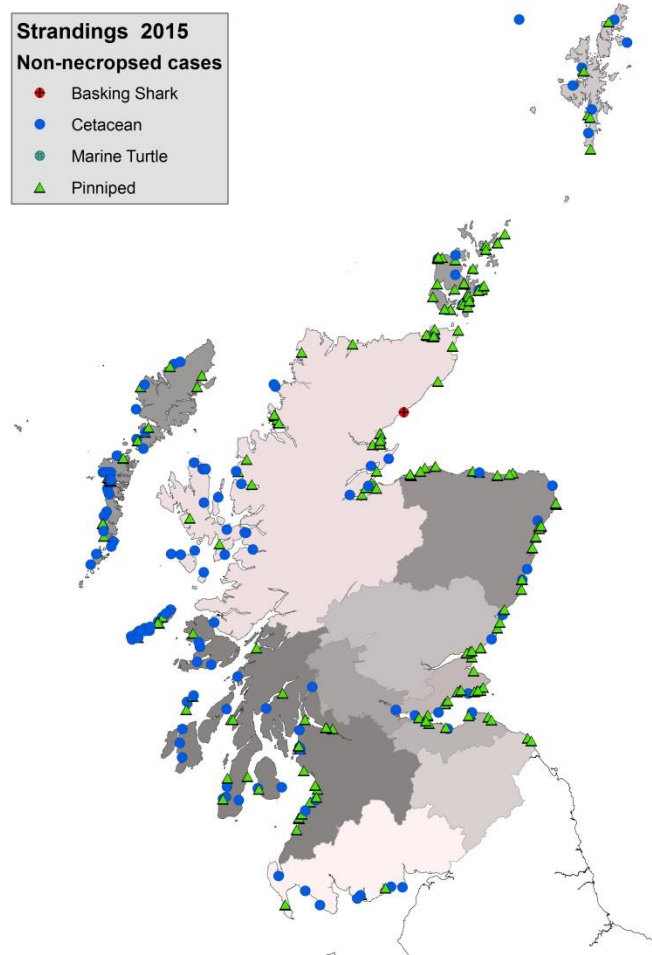 Strandings 2015
Non-necropsed cases
Basking Shark
Cetacean
Marine Turtle
Pinniped